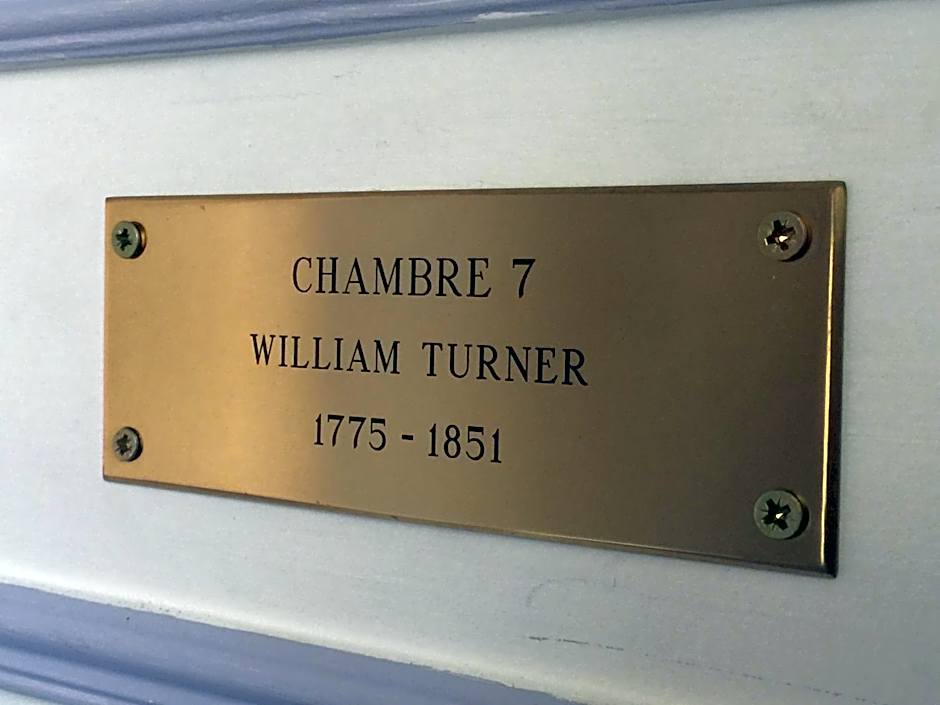 CHAMBRE 7
WILLIAM TURNER
1775 - 1851